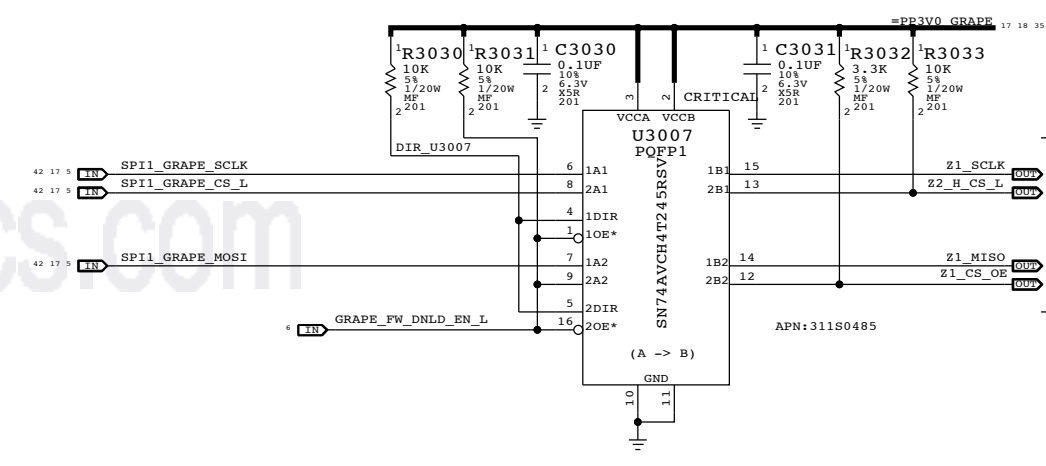 =PP3V0_GRAPE 17 18 35
1 R3030
10K
5%
1/20W
MF
2 201
1 R3031
10K
5%
1/20W
MF
2 201
1 C3030
0.1UF
10%
6.3V
2 X5R
201
1 C3031
0.1UF
10%
6.3V
2 X5R
201
1 R3032
3.3K
5%
1/20W
MF
2 201
1 R3033
10K
5%
1/20W
MF
2 201
3 2 CRITICAL
VCCA VCCB
U3007
PQFP1
SN74AVCH4T245RSV
DIR_U3007
42 17 5 IN SPI1_GRAPE_SCLK 6 1A1 1B1 15 Z1_SCLK OUT
42 17 5 IN SPI1_GRAPE_CS_L 8 2A1 2B1 13 Z2_H_CS_L OUT
4 1DIR
1 1OE*
42 17 5 IN SPI1_GRAPE_MOSI 7 1A2 1B2 14 Z1_MISO OUT
9 2A2 2B2 12 Z1_CS_OE OUT
5 2DIR
6 IN GRAPE_FW_DNLD_EN_L 16 2OE*
APN:311S0485
(A -> B)
GND
10 11
cs.com